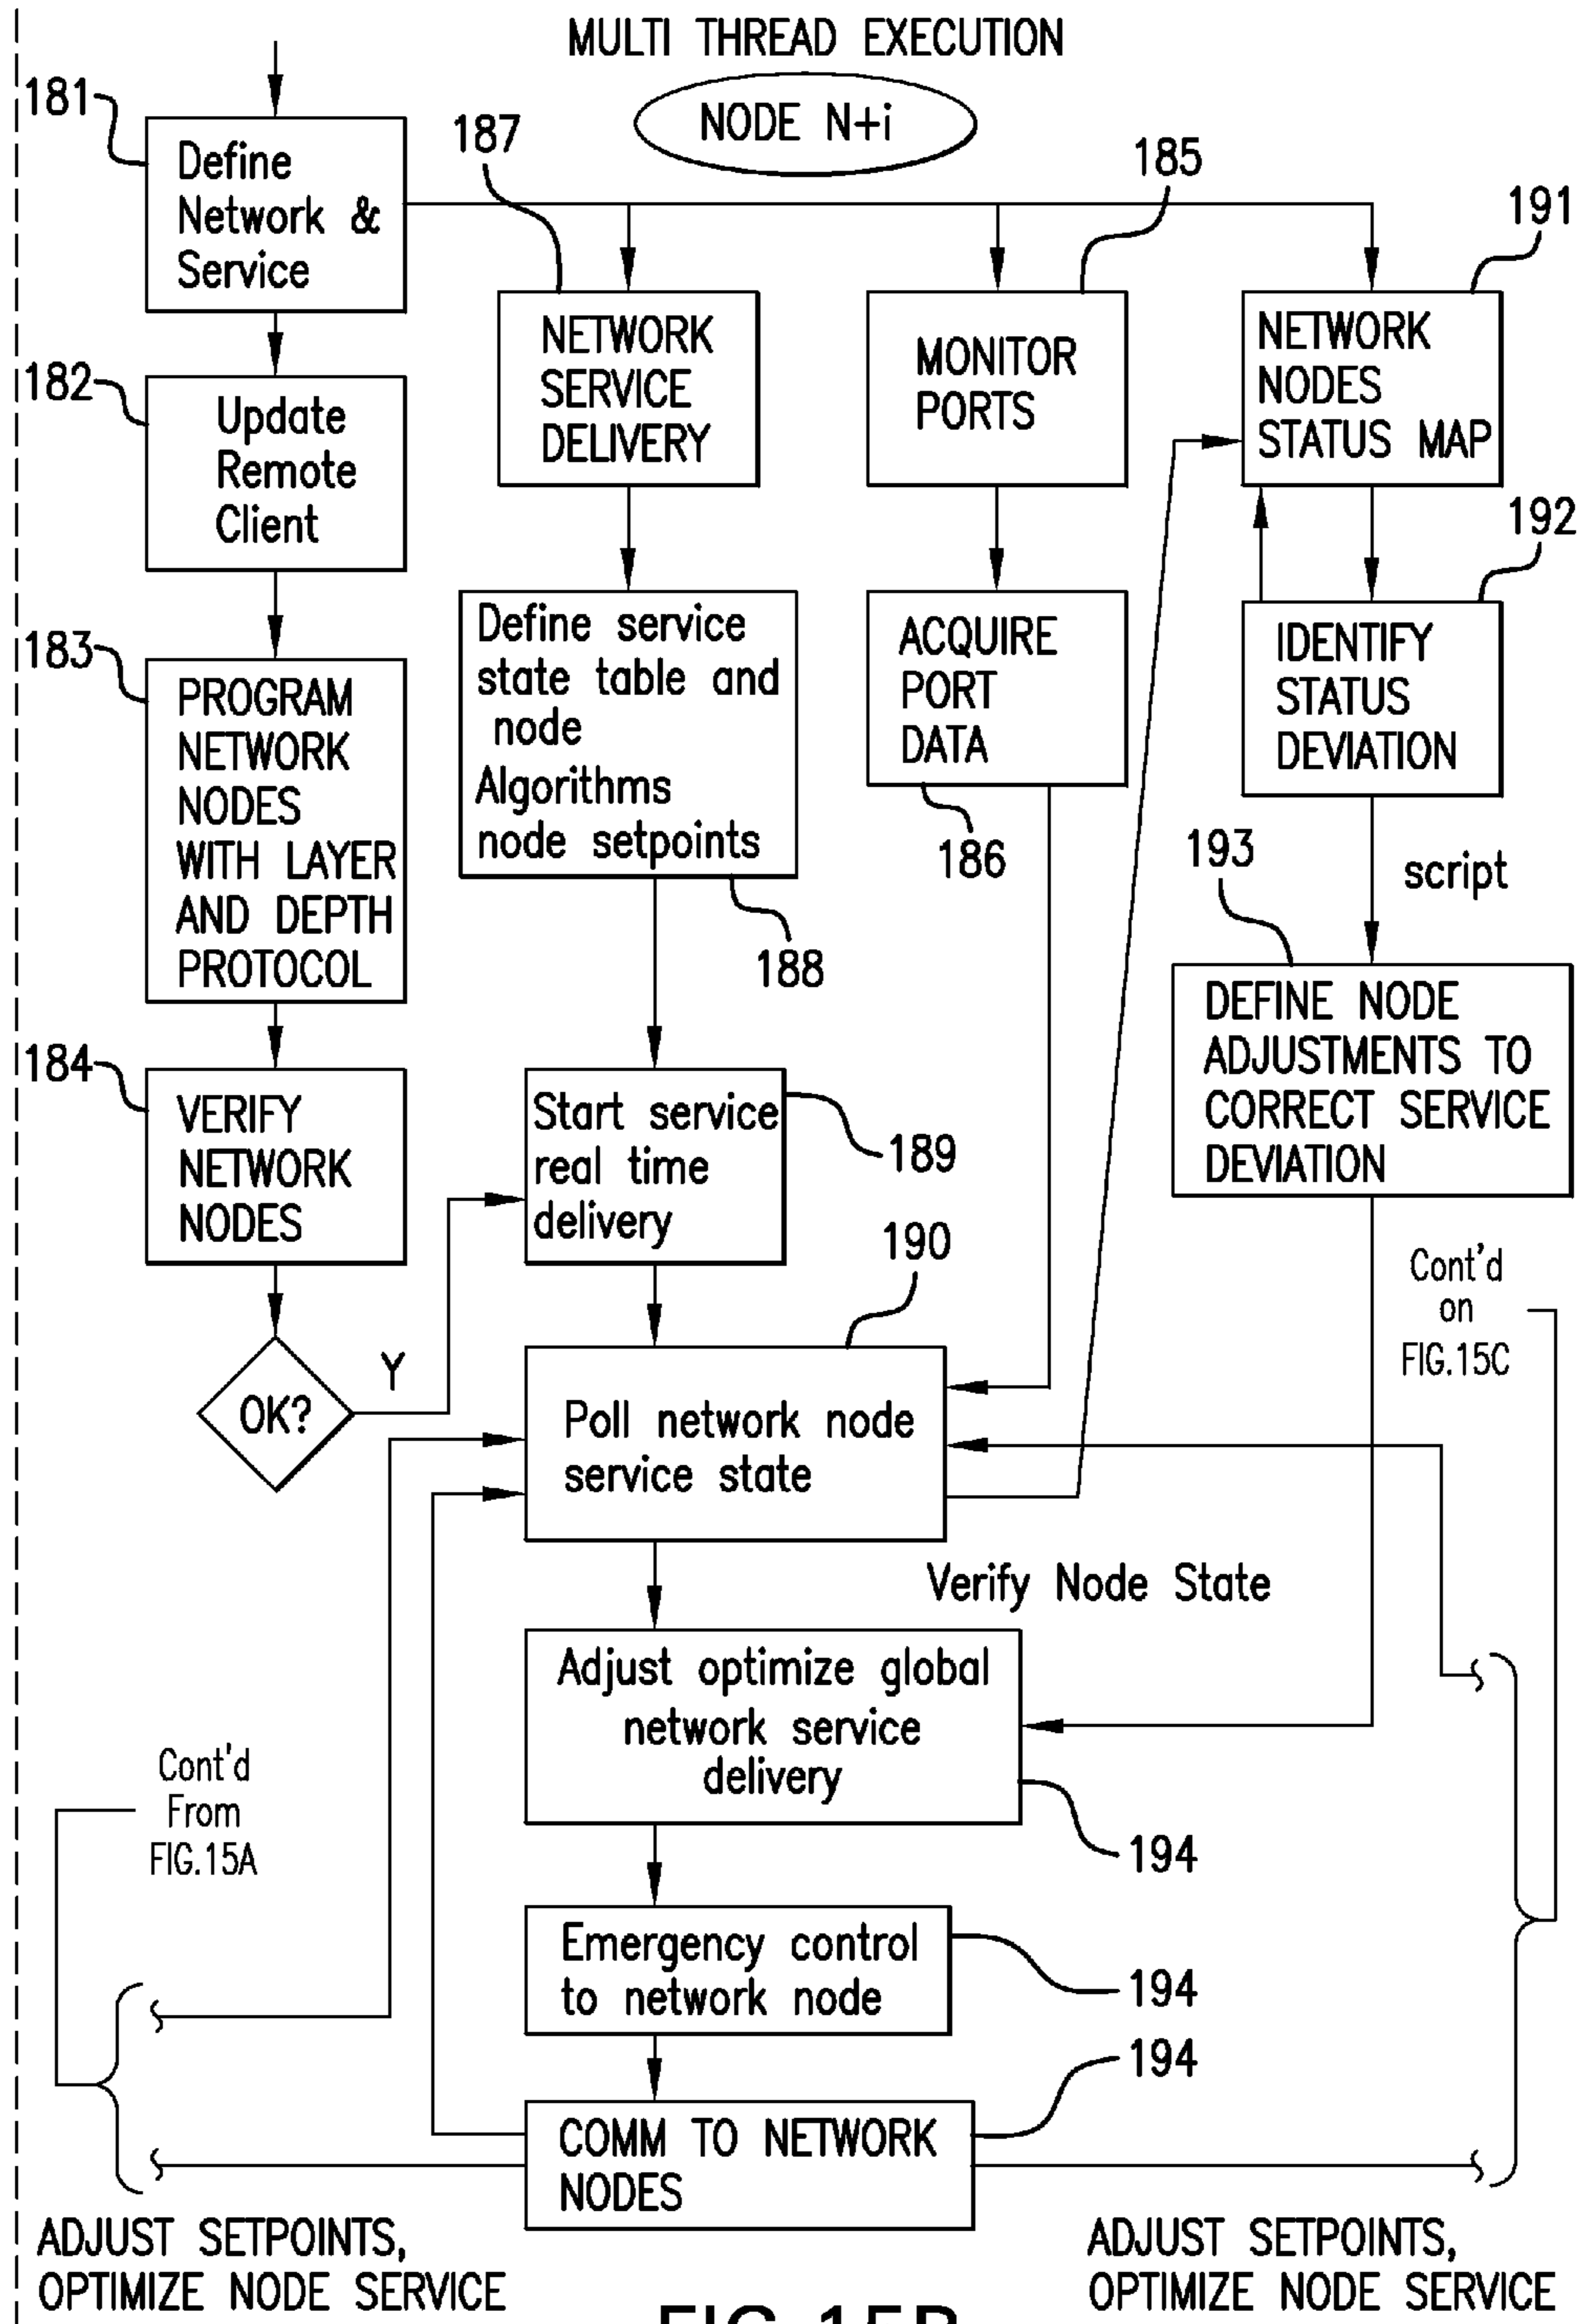 MULTI THREAD EXECUTION
NODE N+i
181
Define
Network &
Service
187
185
191
NETWORK
SERVICE
DELIVERY
MONITOR
PORTS
NETWORK
NODES
STATUS MAP
182
Update
Remote
Client
192
Define service
state table and
node
Algorithms
node setpoints
188
ACQUIRE
PORT
DATA
186
IDENTIFY
STATUS
DEVIATION
script
183
PROGRAM
NETWORK
NODES
WITH LAYER
AND DEPTH
PROTOCOL
193
DEFINE NODE
ADJUSTMENTS TO
CORRECT SERVICE
DEVIATION
184
VERIFY
NETWORK
NODES
Start service
real time
delivery
189
190
OK?
Y
Poll network node
service state
Cont'd
on
FIG.15C
Verify Node State
Adjust optimize global
network service
delivery
194
Cont'd
From
FIG.15A
Emergency control
to network node
194
194
COMM TO NETWORK
NODES
ADJUST SETPOINTS,
OPTIMIZE NODE SERVICE
ADJUST SETPOINTS,
OPTIMIZE NODE SERVICE
FIG.15B